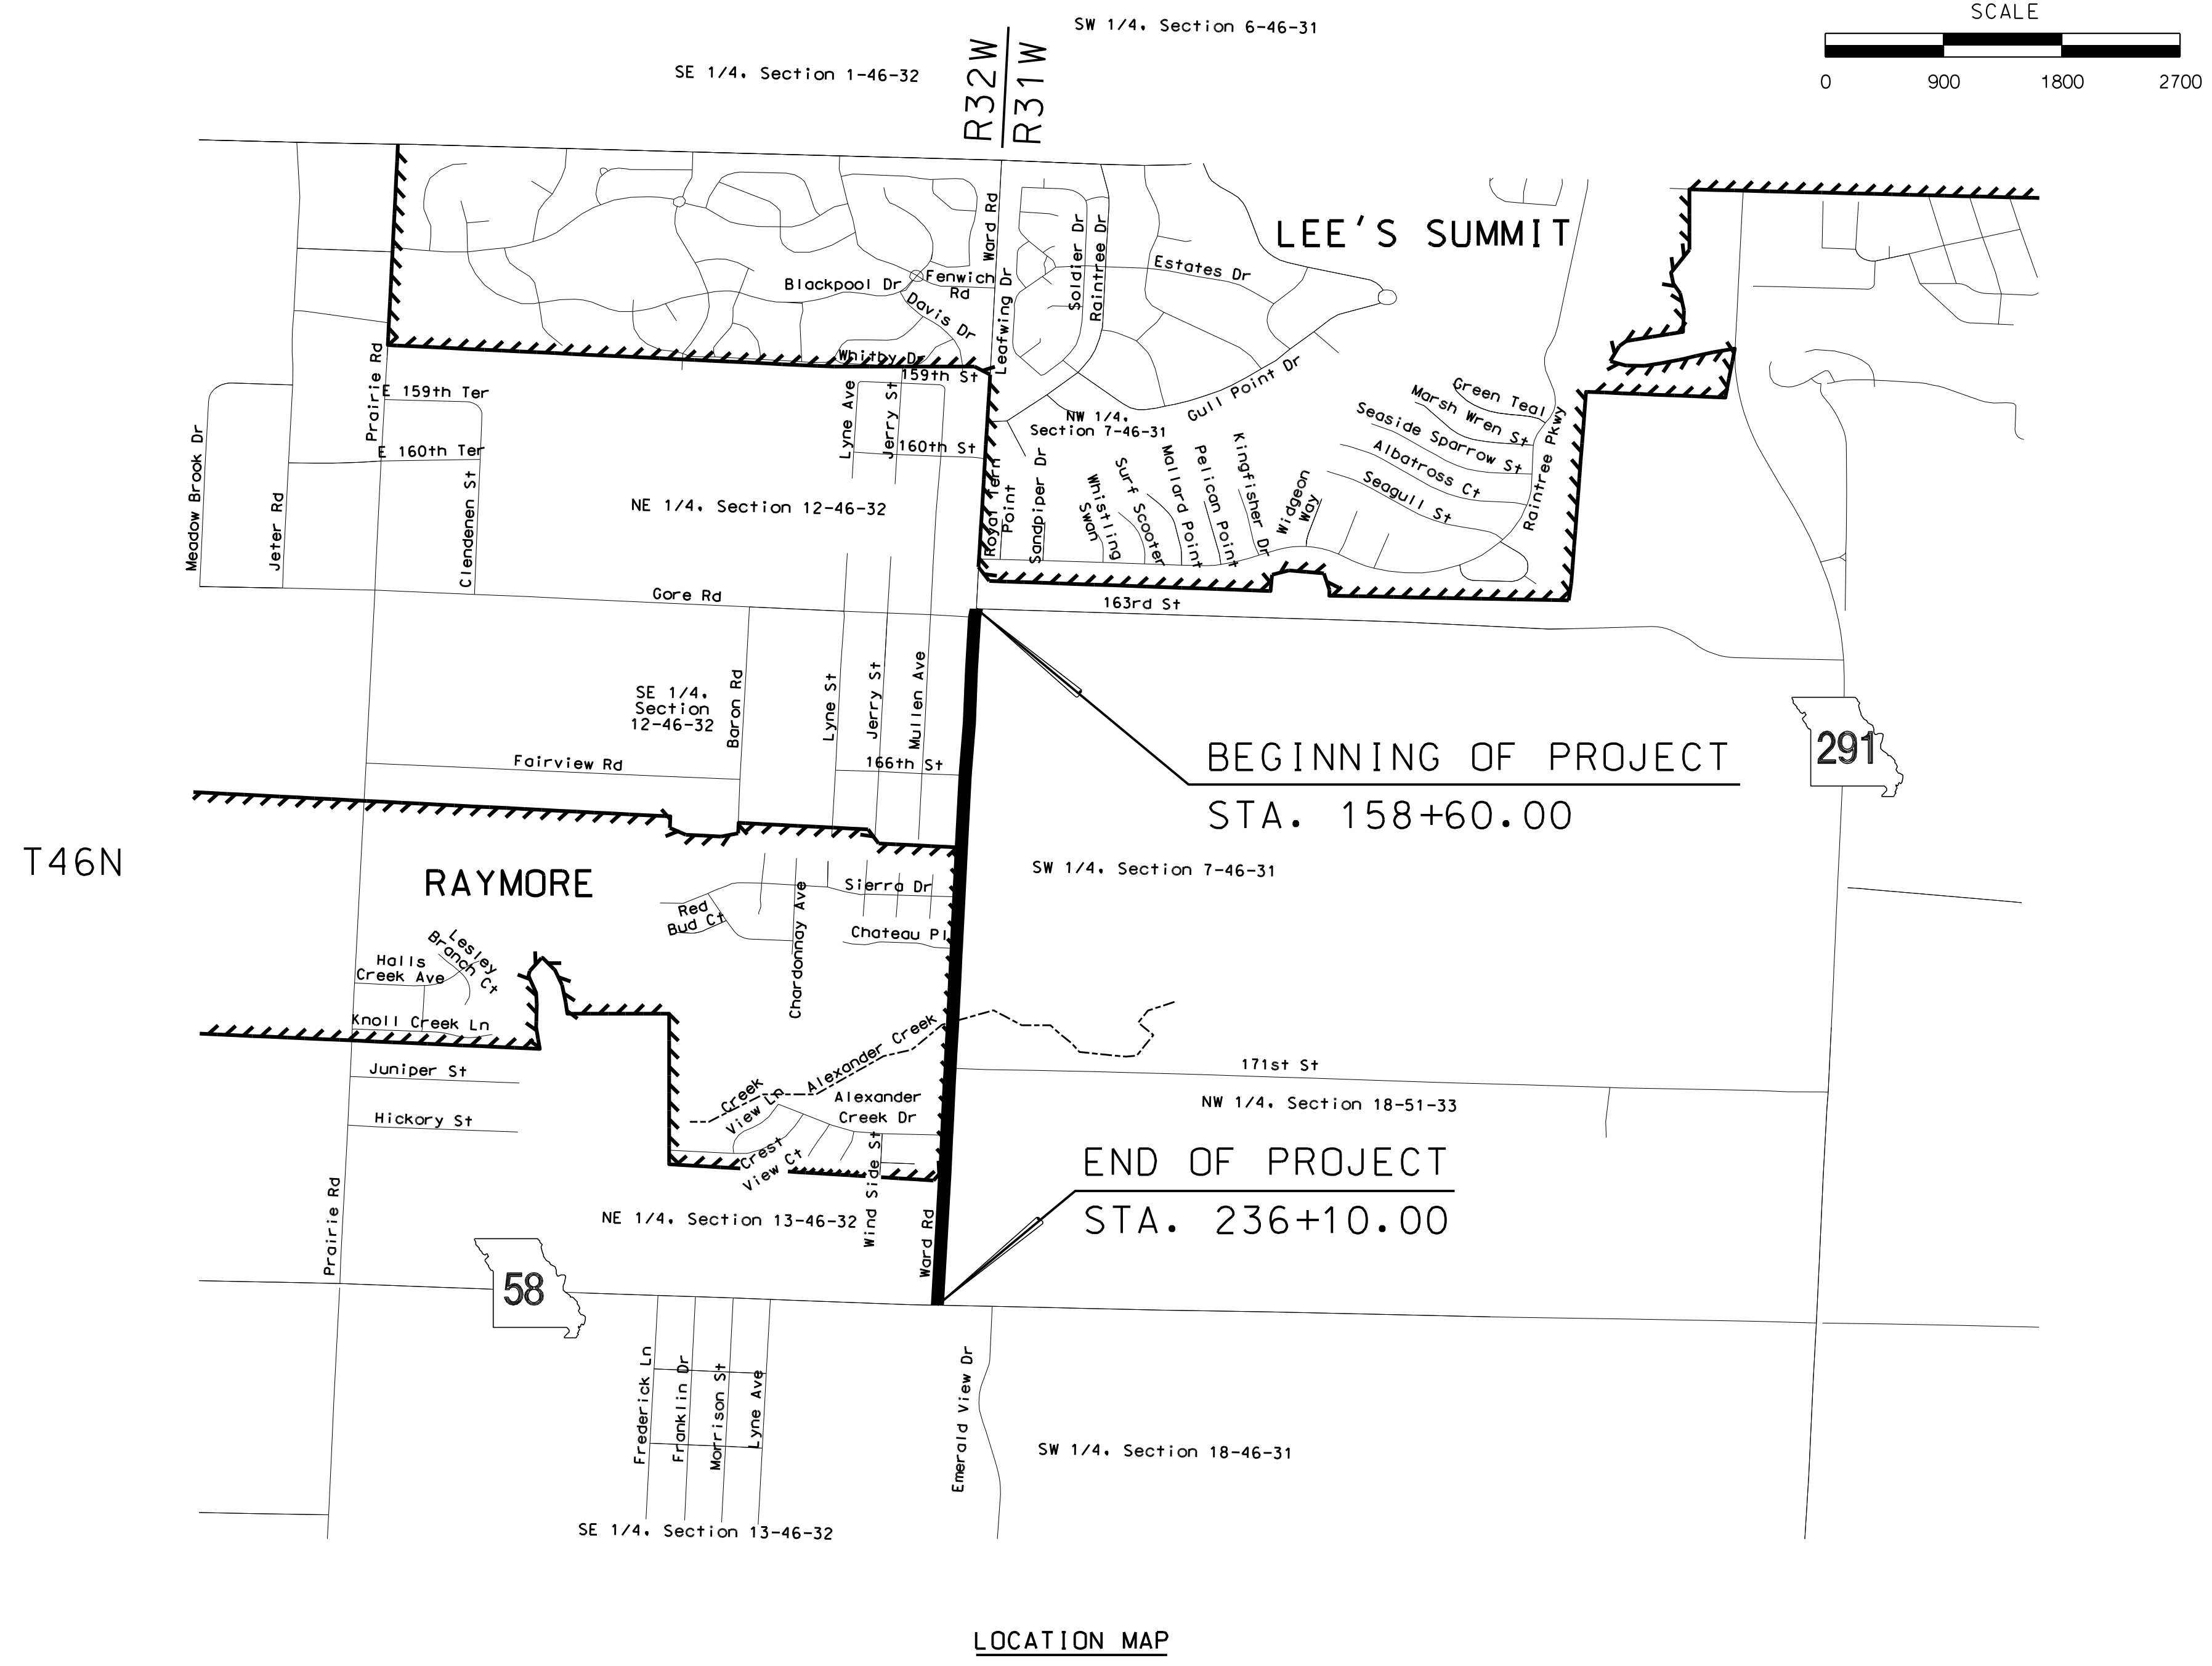 SCALE
0 900 1800 2700
SW 1/4, Section 6-46-31
SE 1/4, Section 1-46-32
R32W
R31W
LEE'S SUMMIT
Ward Rd
Leafwing Dr
Soldier Dr
Raintree Dr
Estates Dr
Blackpool Dr
Fenwich
Rd
Davis Dr
Whitby Dr
159th St
Gull Point Dr
Green Teal
Marsh Wren St
Seaside Sparrow St
Albatross Ct
Seagull St
Raintree Pkwy
NW 1/4,
Section 7-46-31
Prairie Rd
E 159th Ter
E 160th Ter
Meadow Brook Dr
Jeter Rd
Clendenen St
Lyne Ave
Jerry St
160th St
NE 1/4, Section 12-46-32
Royal Tern
Point
Sandpiper Dr
Whistling
Swan
Surf Scooter
Mallard Point
Pelican Point
Kingfisher Dr
Widgeon
Way
Gore Rd
163rd St
SE 1/4,
Section
12-46-32
Baron Rd
Lyne St
Jerry St
Mullen Ave
Fairview Rd
166th St
BEGINNING OF PROJECT
STA. 158+60.00
291
T46N
RAYMORE
SW 1/4, Section 7-46-31
Sierra Dr
Red
Bud Ct
Chardonnay Ave
Chateau Pl
Lesley
Branch Ct
Halls
Creek Ave
Knoll Creek Ln
Juniper St
Hickory St
Alexander Creek
171st St
Creek
View Ln
Alexander
Creek Dr
NW 1/4, Section 18-51-33
Crest
View Ct
Wind Side St
END OF PROJECT
STA. 236+10.00
NE 1/4, Section 13-46-32
Ward Rd
Prairie Rd
58
Frederick Ln
Franklin Dr
Morrison St
Lyne Ave
Emerald View Dr
SW 1/4, Section 18-46-31
SE 1/4, Section 13-46-32
LOCATION MAP